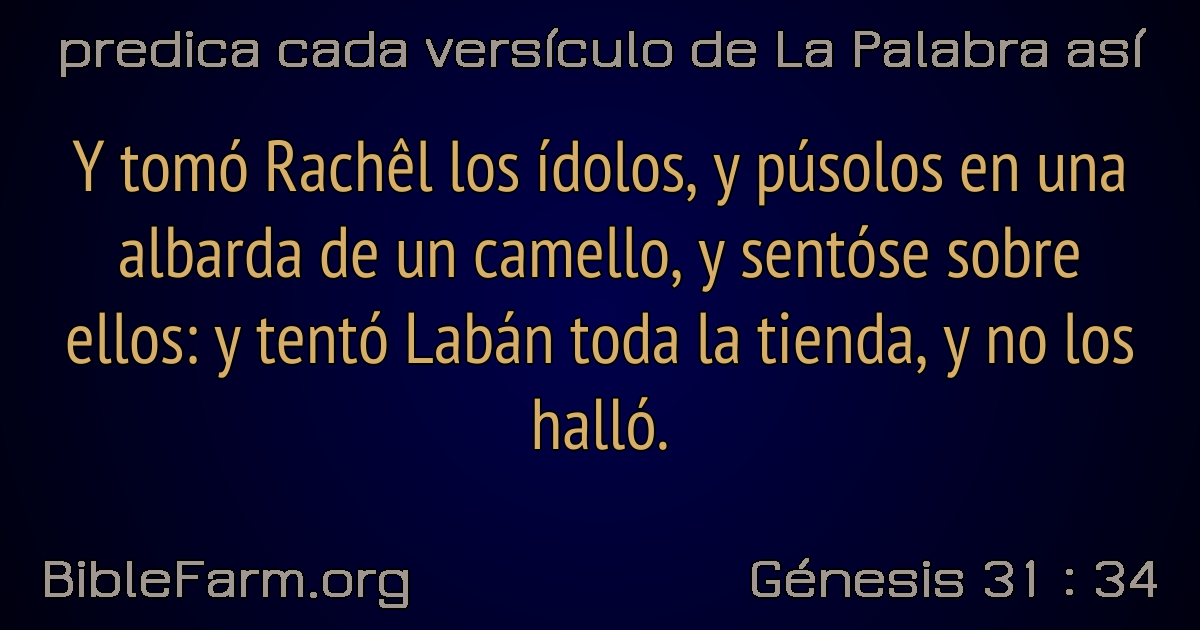 predica cada versículo de La Palabra así
Y tomó Rachêl los ídolos, y púsolos en una
albarda de un camello, y sentóse sobre
ellos: y tentó Labán toda la tienda, y no los
halló.
BibleFarm.org
Génesis 31 : 34